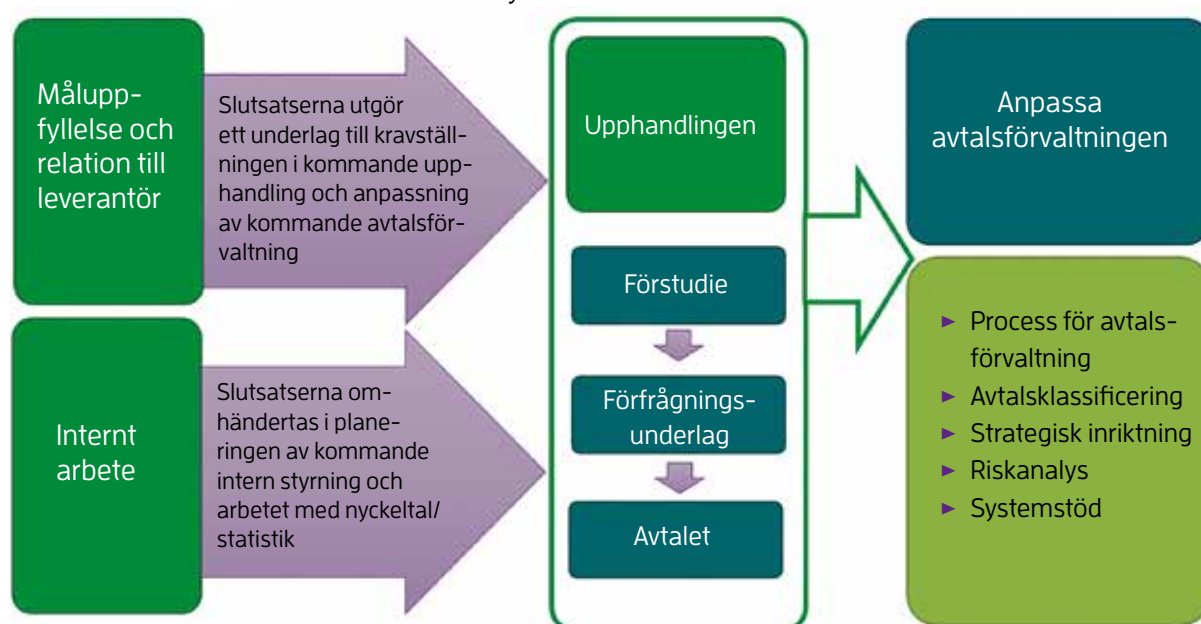 Måluppfyl-
fyllelse och
relation till
leverantör
Slutsatserna utgör
ett underlag till kravställ-
ningen i kommande upp-
handling och anpassning
av kommande avtalsför-
valtning
Internt
arbete
Slutsatserna om-
händertas i plane-
ringen av kommande
intern styrning och
arbetet med nyckeltal/
statistik
Upphandlingen
Förstudie
Förfrågnings-
underlag
Avtalet
Anpassa
avtalsförvaltningen
► Process för avtals-
förvaltning
► Avtalsklassificering
► Strategisk inriktning
► Riskanalys
► Systemstöd